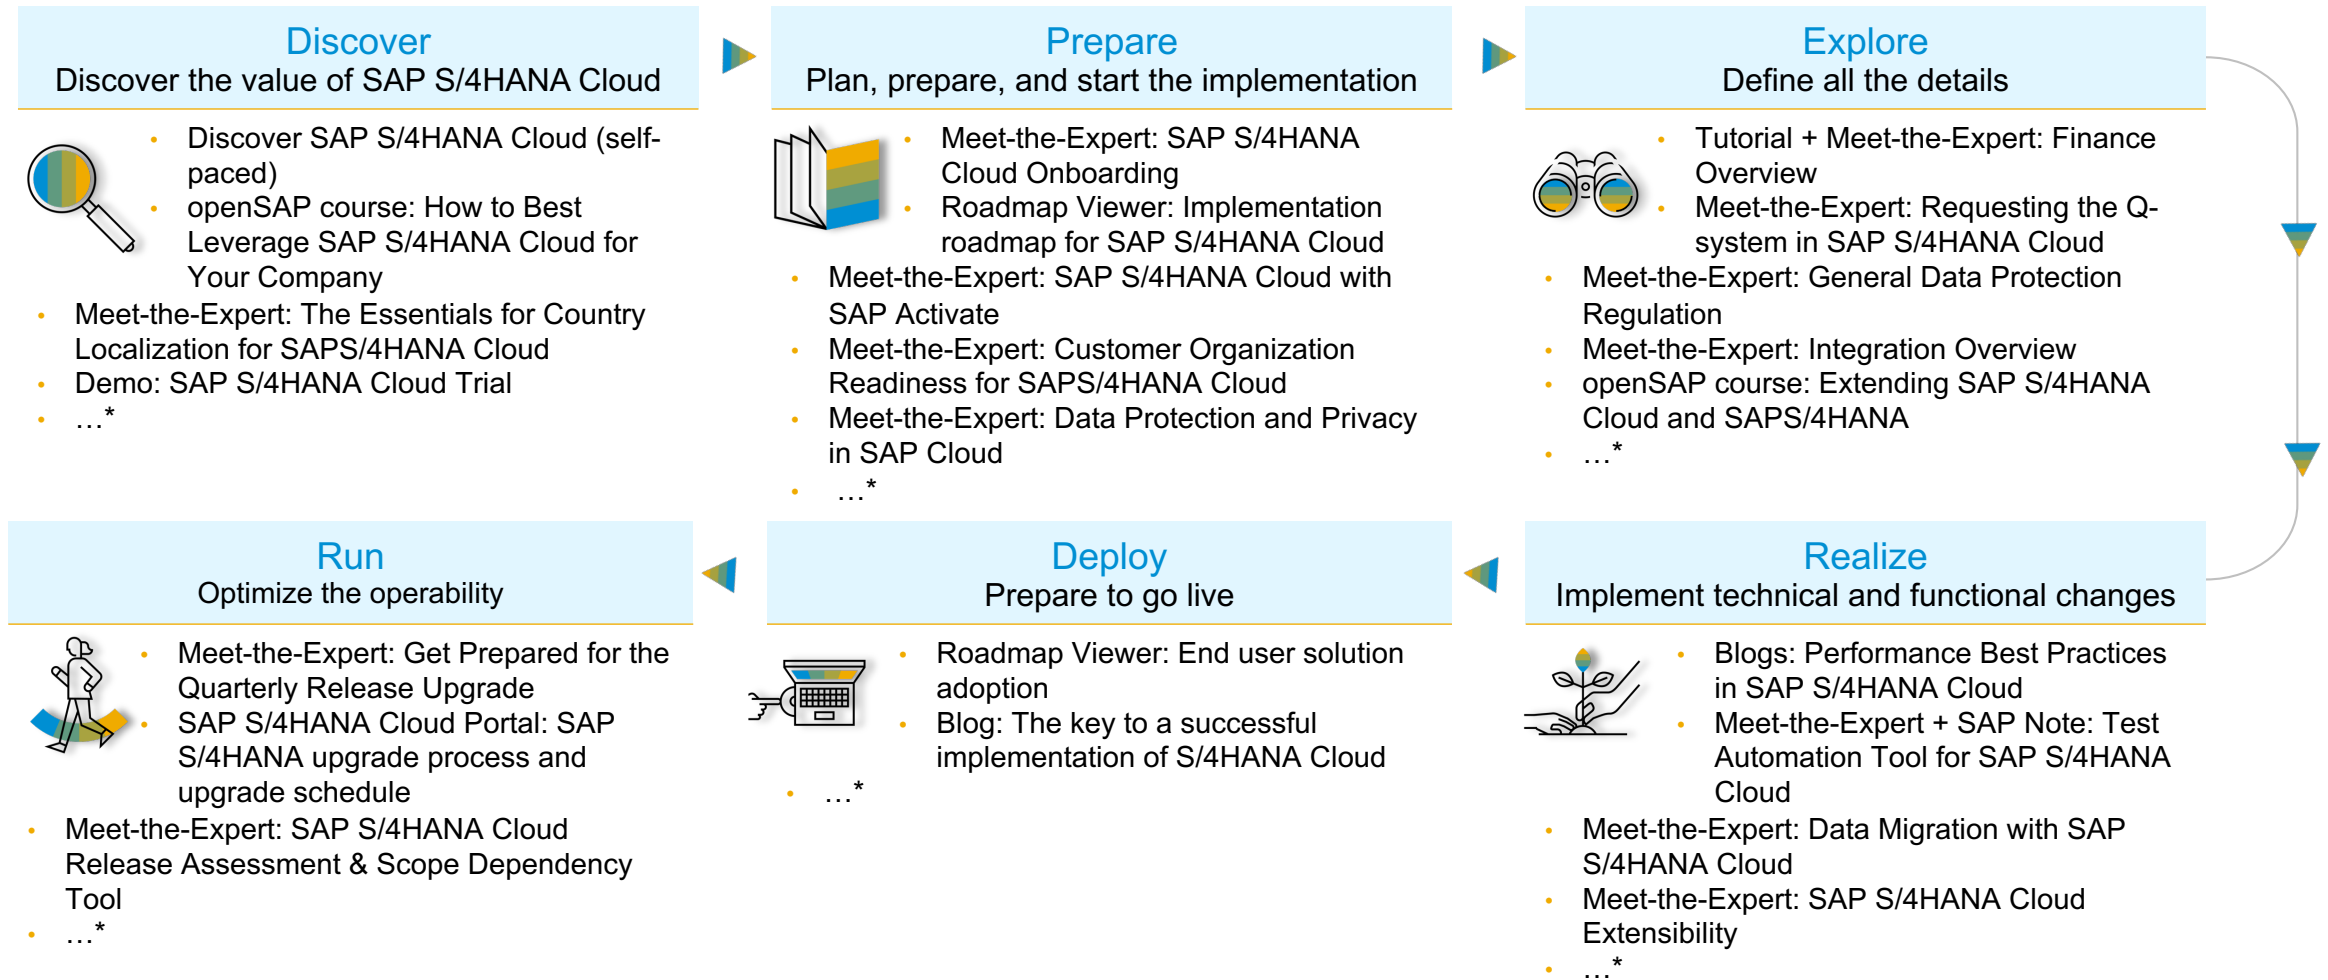 Discover
Discover the value of SAP S/4HANA Cloud
• Discover SAP S/4HANA Cloud (self-
paced)
• openSAP course: How to Best
Leverage SAP S/4HANA Cloud for
Your Company
• Meet-the-Expert: The Essentials for Country
Localization for SAPS/4HANA Cloud
• Demo: SAP S/4HANA Cloud Trial
• …*
Prepare
Plan, prepare, and start the implementation
• Meet-the-Expert: SAP S/4HANA
Cloud Onboarding
• Roadmap Viewer: Implementation
roadmap for SAP S/4HANA Cloud
• Meet-the-Expert: SAP S/4HANA Cloud with
SAP Activate
• Meet-the-Expert: Customer Organization
Readiness for SAPS/4HANA Cloud
• Meet-the-Expert: Data Protection and Privacy
in SAP Cloud
• …*
Explore
Define all the details
• Tutorial + Meet-the-Expert: Finance
Overview
• Meet-the-Expert: Requesting the Q-
system in SAP S/4HANA Cloud
• Meet-the-Expert: General Data Protection
Regulation
• Meet-the-Expert: Integration Overview
• openSAP course: Extending SAP S/4HANA
Cloud and SAPS/4HANA
• …*
Run
Optimize the operability
• Meet-the-Expert: Get Prepared for the
Quarterly Release Upgrade
• SAP S/4HANA Cloud Portal: SAP
S/4HANA upgrade process and
upgrade schedule
• Meet-the-Expert: SAP S/4HANA Cloud
Release Assessment & Scope Dependency
Tool
• …*
Deploy
Prepare to go live
• Roadmap Viewer: End user solution
adoption
• Blog: The key to a successful
implementation of S/4HANA Cloud
• …*
Realize
Implement technical and functional changes
• Blogs: Performance Best Practices
in SAP S/4HANA Cloud
• Meet-the-Expert + SAP Note: Test
Automation Tool for SAP S/4HANA
Cloud
• Meet-the-Expert: Data Migration with SAP
S/4HANA Cloud
• Meet-the-Expert: SAP S/4HANA Cloud
Extensibility
• …*